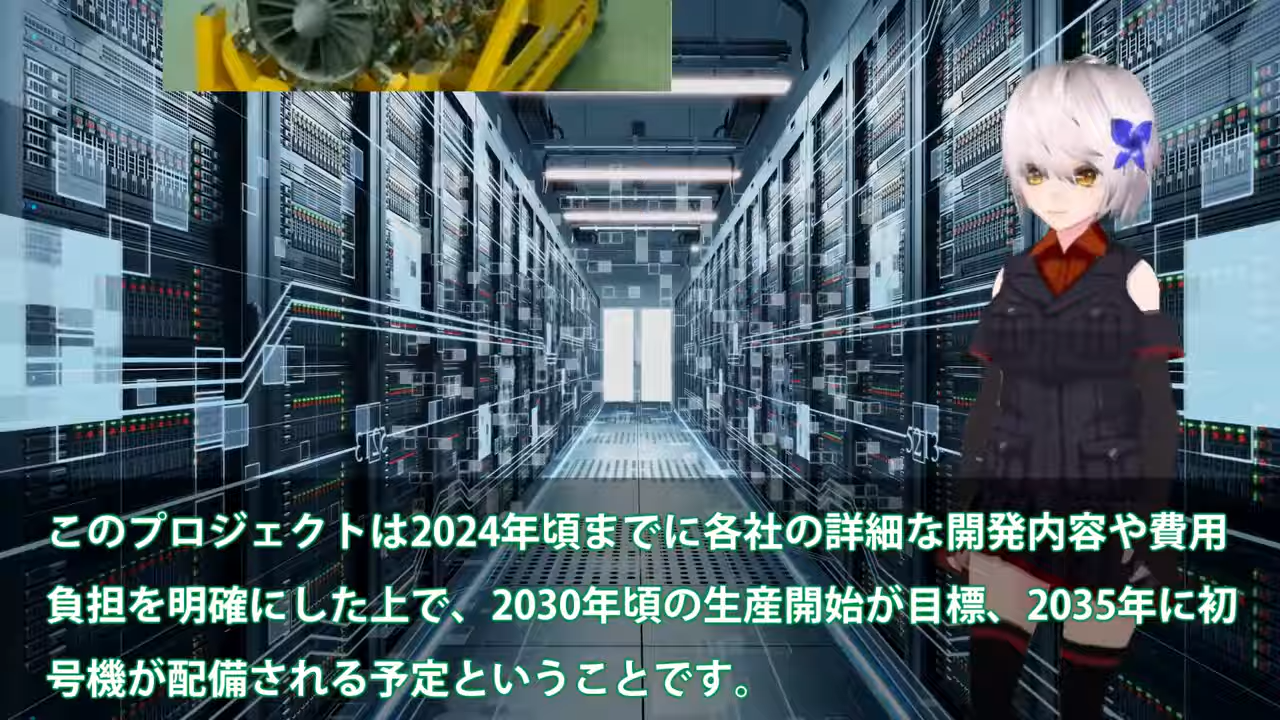 このプロジェクトは2024年頃までに各社の詳細な開発内容や費用
負担を明確にした上で、2030年頃の生産開始が目標、2035年に初
号機が配備される予定ということです。